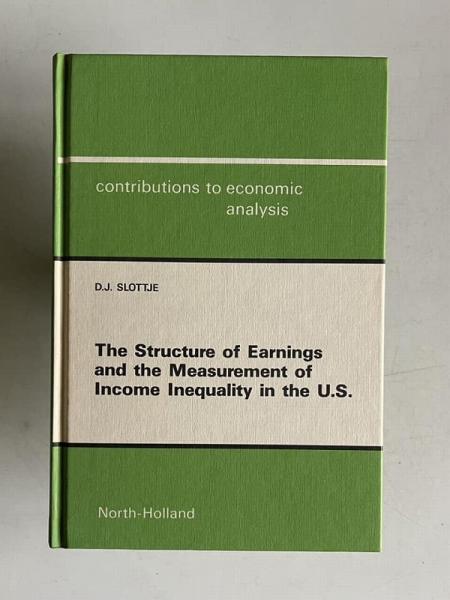 contributions to economic
analysis
D.J. SLOTTJE
The Structure of Earnings
and the Measurement of
Income Inequality in the U.S.
North-Holland